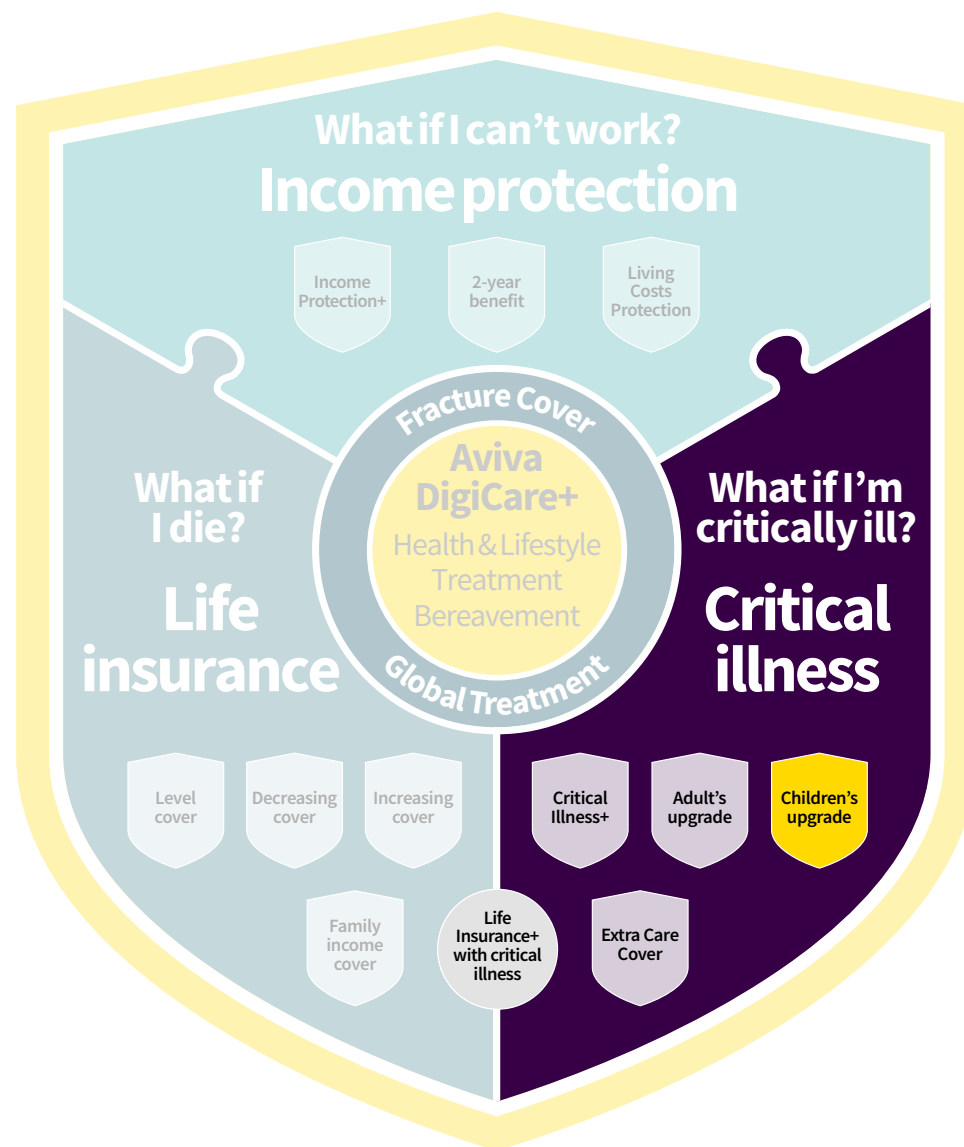 What if I can't work?
Income protection
Income
Protection+
2-year
benefit
Living
Costs
Protection
Fracture Cover
Aviva
DigiCare+
Health & Lifestyle
Treatment
Bereavement
Global Treatment
What if
I die?
Life
insurance
What if I'm
critically ill?
Critical
illness
Level
cover
Decreasing
cover
Increasing
cover
Critical
Illness+
Adult's
upgrade
Children's
upgrade
Family
income
cover
Life
Insurance+
with critical
illness
Extra Care
Cover